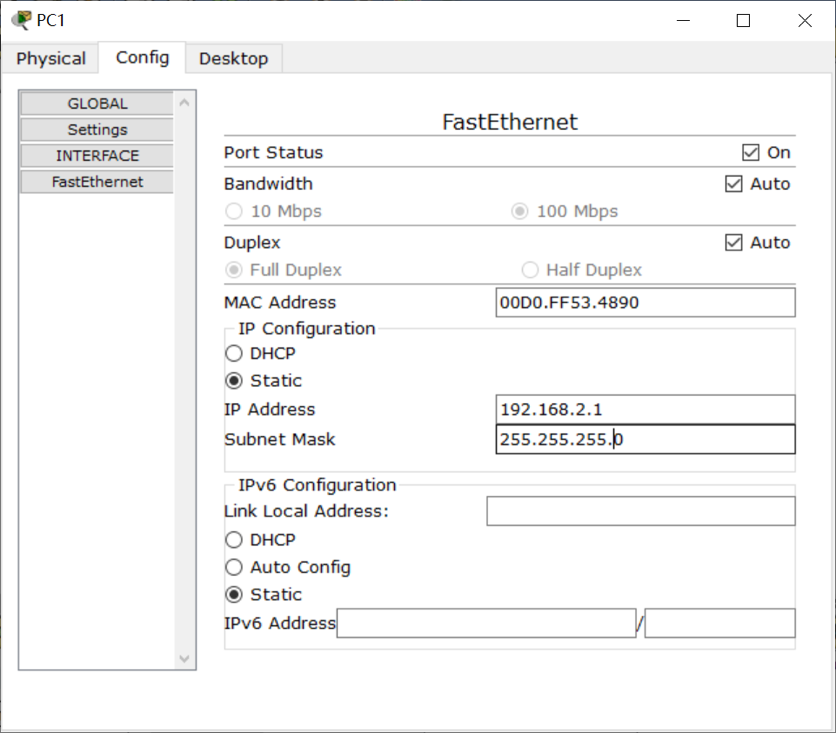 PC1
Physical Config Desktop
GLOBAL
Settings
INTERFACE
FastEthernet
FastEthernet
Port Status On
Bandwidth Auto
10 Mbps 100 Mbps
Duplex Auto
Full Duplex Half Duplex
MAC Address 00D0.FF53.4890
IP Configuration
DHCP
Static
IP Address 192.168.2.1
Subnet Mask 255.255.255.0
IPv6 Configuration
Link Local Address:
DHCP
Auto Config
Static
IPv6 Address /